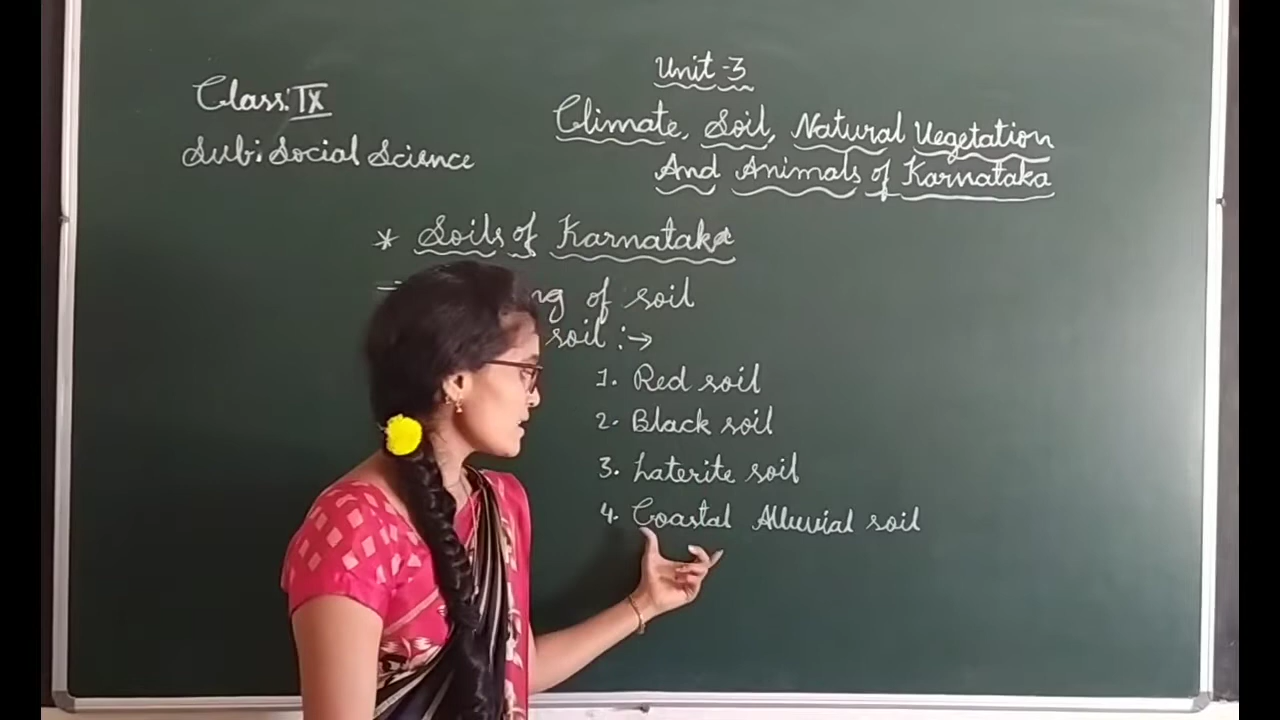 Unit-3
Class: IX
Climate, Soil, Natural Vegetation
Sub: Social Science
And Animals of Karnataka
* Soils of Karnataka
of soil
soil :→
1. Red soil
2. Black soil
3. Laterite soil
4. Coastal Alluvial soil